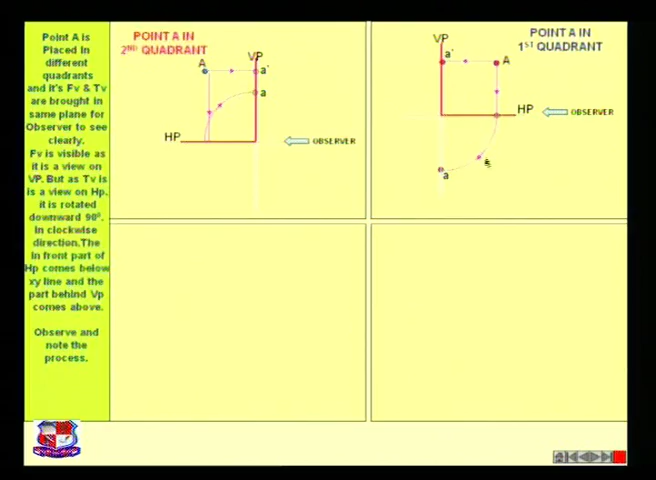 Point A is
Placed In
different
quadrants
and it's Fv & Tv
are brought in
same plane for
Observer to see
clearly.
Fv is visible as
it is a view on
VP. But as Tv is
is a view on Hp,
it is rotated
downward 90⁰,
In clockwise
direction.The
In front part of
Hp comes below
xy line and the
part behind Vp
comes above.
Observe and
note the
process.
POINT A IN
2ND QUADRANT
VP
A
a'
a
HP
OBSERVER
POINT A IN
1ST QUADRANT
VP
a'
A
HP
OBSERVER
a